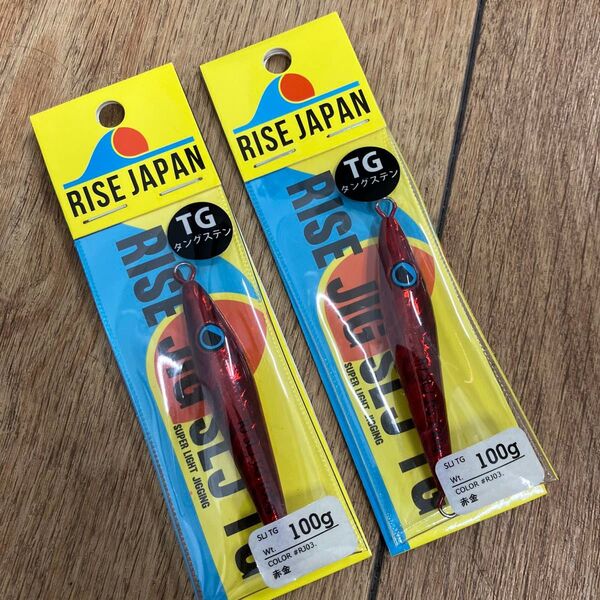 RISE JAPAN
TG
タングステン
RISE JIG SLJ TG
SUPER LIGHT JIGGING
SLJ TG
Wt. 100g
COLOR #RJ03.
赤金
RISE JAPAN
TG
タングステン
RISE JIG SLJ TG
SUPER LIGHT JIGGING
SLJ TG
Wt. 100g
COLOR #RJ03.
赤金